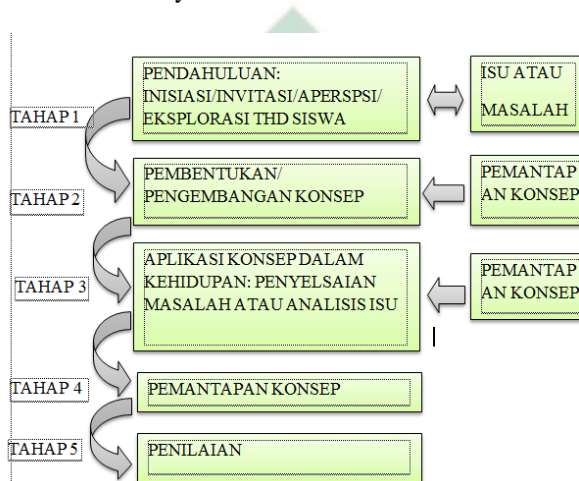 PENDAHULUAN:
INISIASI/INVITASI/APERSPSI/
EKSPLORASI THD SISWA
ISU ATAU
MASALAH
TAHAP 1
PEMBENTUKAN/
PENGEMBANGAN KONSEP
PEMANTAP
AN KONSEP
TAHAP 2
APLIKASI KONSEP DALAM
KEHIDUPAN: PENYELSAIAN
MASALAH ATAU ANALISIS ISU
PEMANTAP
AN KONSEP
TAHAP 3
TAHAP 4
PEMANTAPAN KONSEP
TAHAP 5
PENILAIAN